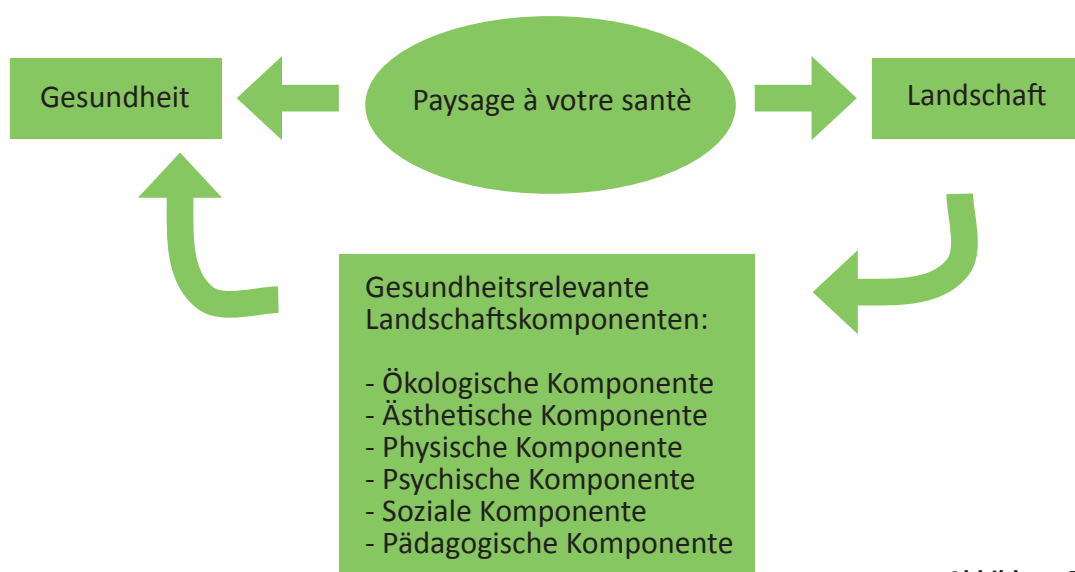 Gesundheit
Paysage à votre santè
Landschaft
Gesundheitsrelevante
Landschaftskomponenten:
- Ökologische Komponente
- Ästhetische Komponente
- Physische Komponente
- Psychische Komponente
- Soziale Komponente
- Pädagogische Komponente